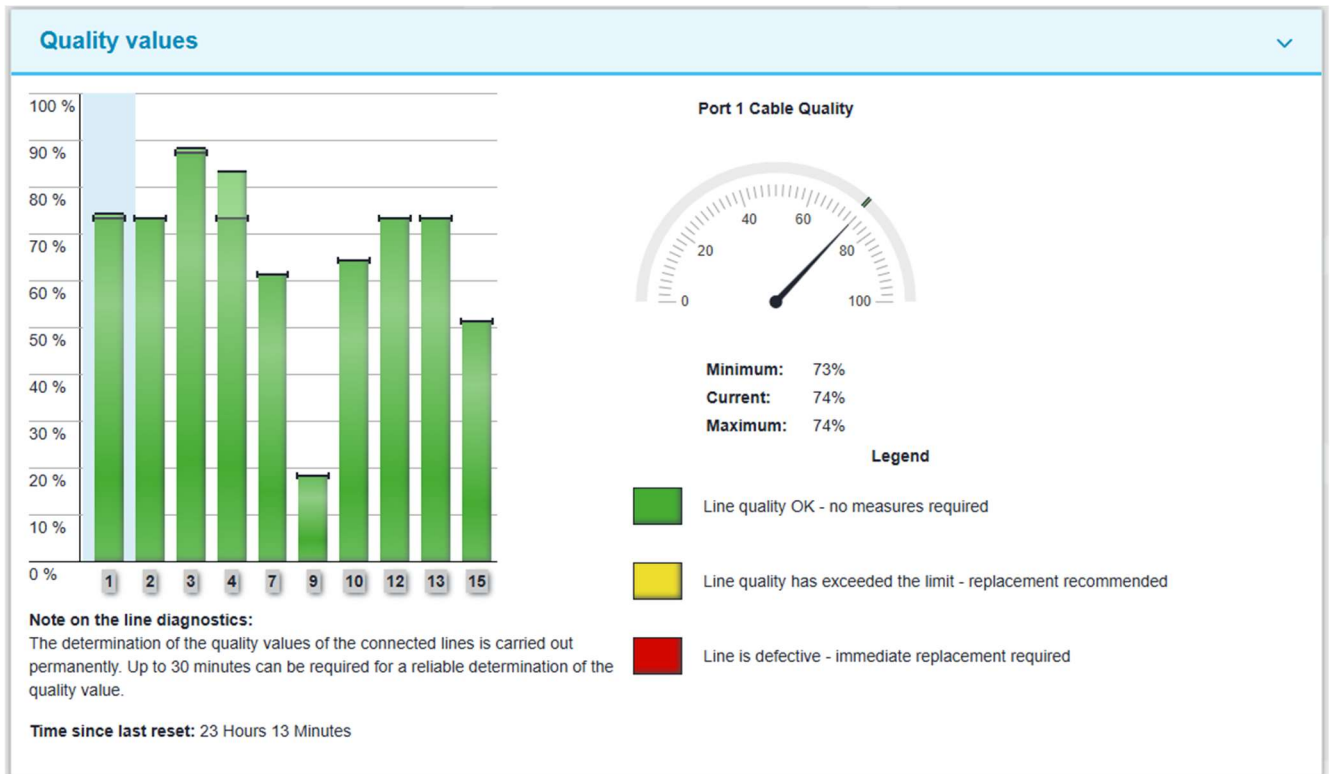 Quality values
100 %
90 %
80 %
70 %
60 %
50 %
40 %
30 %
20 %
10 %
0 %
1 2 3 4 7 9 10 12 13 15
Note on the line diagnostics:
The determination of the quality values of the connected lines is carried out
permanently. Up to 30 minutes can be required for a reliable determination of the
quality value.
Time since last reset: 23 Hours 13 Minutes
Port 1 Cable Quality
0 20 40 60 80 100
Minimum: 73%
Current: 74%
Maximum: 74%
Legend
Line quality OK - no measures required
Line quality has exceeded the limit - replacement recommended
Line is defective - immediate replacement required